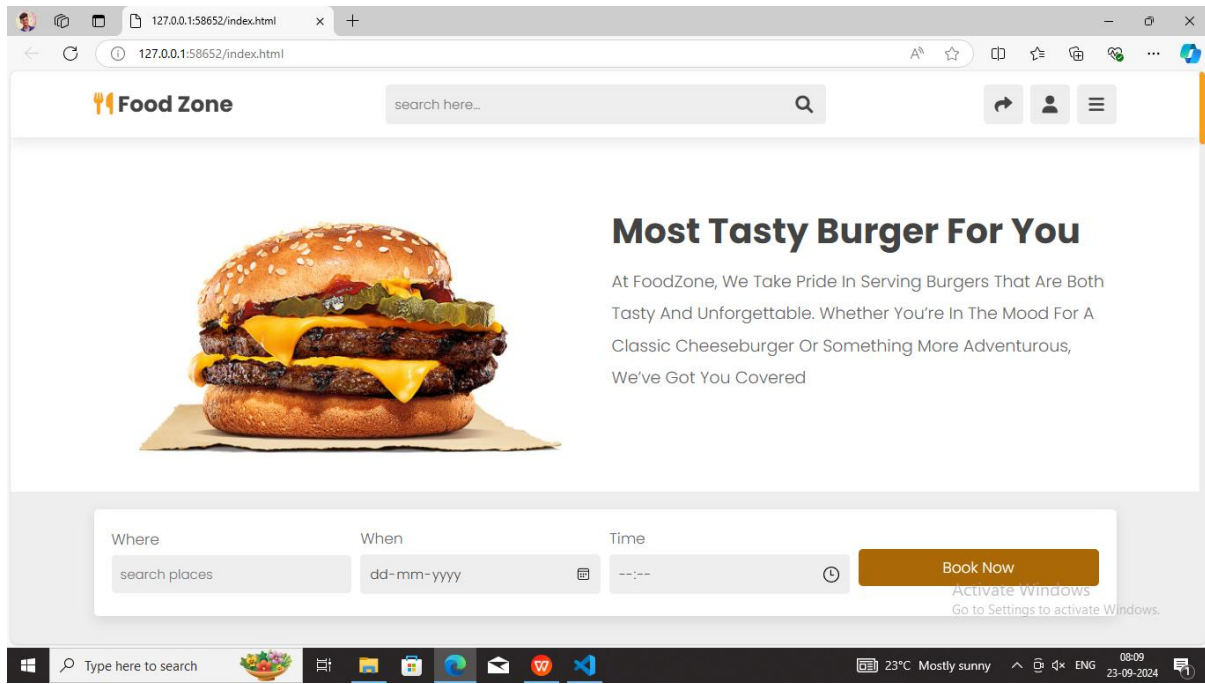 127.0.0.1:58652/index.html
127.0.0.1:58652/index.html
Food Zone
search here...
Most Tasty Burger For You
At FoodZone, We Take Pride In Serving Burgers That Are Both
Tasty And Unforgettable. Whether You're In The Mood For A
Classic Cheeseburger Or Something More Adventurous,
We've Got You Covered
Where
When
Time
search places
dd-mm-yyyy
--:--
Book Now
Activate Windows
Go to Settings to activate Windows.
Type here to search
23°C Mostly sunny
ENG
08:09
23-09-2024
1